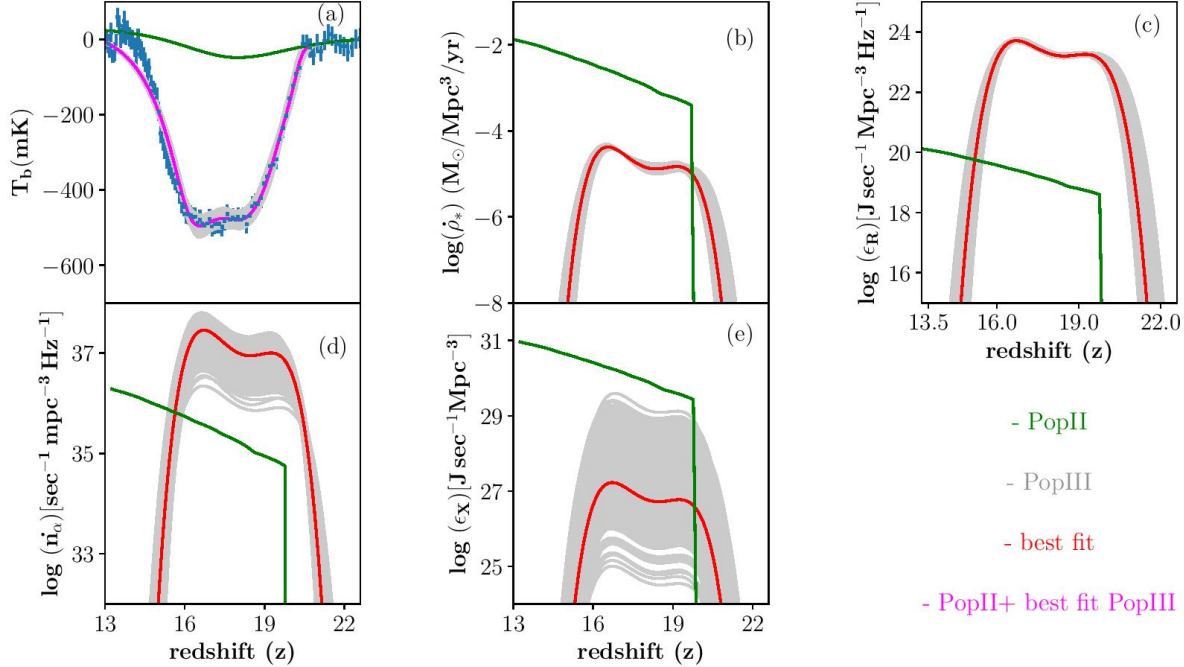 (a)
0
−200
−400
−600
T_b(mK)
(b)
−2
−4
−6
−8
log(ρ̇_*) (M_⊙/Mpc³/yr)
(c)
24
22
20
18
16
log (ϵ_R)[J sec⁻¹ Mpc⁻³ Hz⁻¹]
13.5 16.0 19.0 22.0
redshift (z)
(d)
37
35
33
log (ṅ_α)[sec⁻¹ mpc⁻³ Hz⁻¹]
13 16 19 22
redshift (z)
(e)
31
29
27
25
log (ϵ_X)[J sec⁻¹Mpc⁻³]
13 16 19 22
redshift (z)
- PopII
- PopIII
- best fit
- PopII+ best fit PopIII